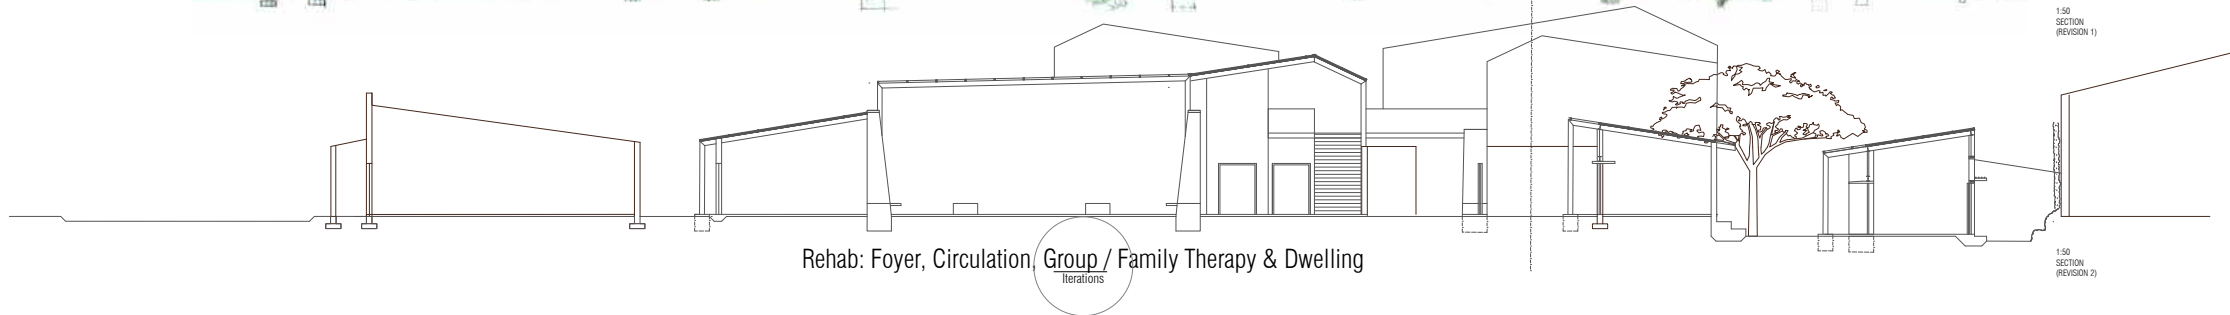 1:50
SECTION
(REVISION 1)
Rehab: Foyer, Circulation, Group / Family Therapy & Dwelling
Iterations
1:50
SECTION
(REVISION 2)